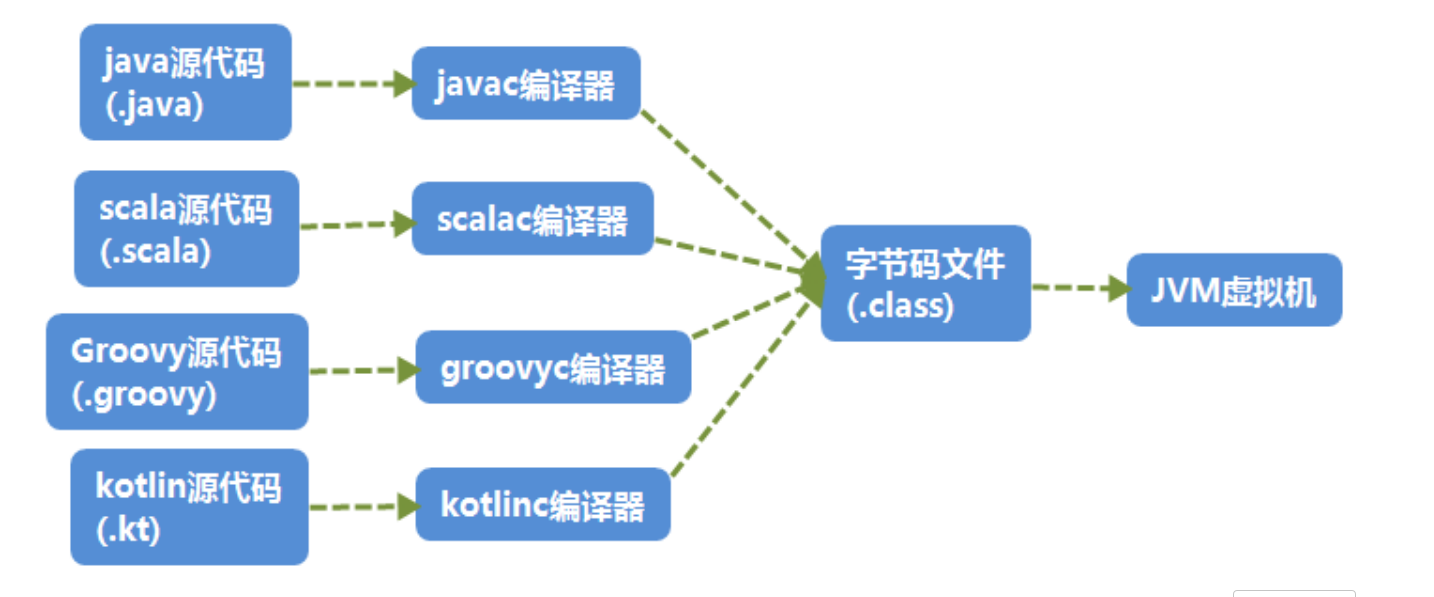 java源代码
(.java)
javac编译器
scala源代码
(.scala)
scalac编译器
字节码文件
(.class)
JVM虚拟机
Groovy源代码
(.groovy)
groovyc编译器
kotlin源代码
(.kt)
kotlinc编译器